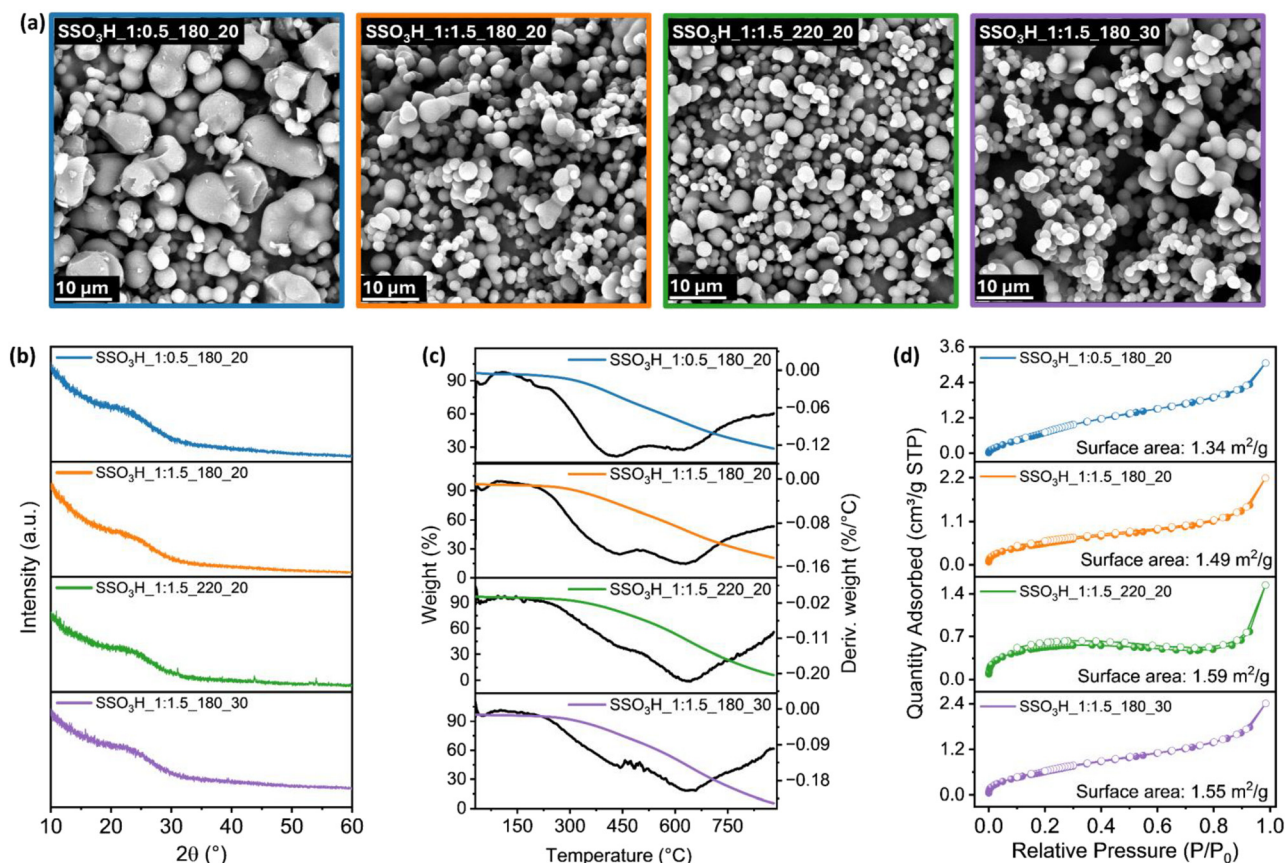 (a)
SSO₃H_1:0.5_180_20
SSO₃H_1:1.5_180_20
SSO₃H_1:1.5_220_20
SSO₃H_1:1.5_180_30
10 µm
10 µm
10 µm
10 µm
(b)
SSO₃H_1:0.5_180_20
SSO₃H_1:1.5_180_20
SSO₃H_1:1.5_220_20
SSO₃H_1:1.5_180_30
Intensity (a.u.)
10 20 30 40 50 60
2θ (°)
(c)
SSO₃H_1:0.5_180_20
90
60
30
0.00
−0.06
−0.12
SSO₃H_1:1.5_180_20
90
60
30
0
0.00
−0.08
−0.16
SSO₃H_1:1.5_220_20
90
60
30
0
−0.02
−0.11
−0.20
SSO₃H_1:1.5_180_30
90
60
30
0
0.00
−0.09
−0.18
Weight (%)
Deriv. weight (%/°C)
150 300 450 600 750
Temperature (°C)
(d)
SSO₃H_1:0.5_180_20
3.6
2.4
1.2
0.0
Surface area: 1.34 m²/g
SSO₃H_1:1.5_180_20
2.2
1.1
0.0
Surface area: 1.49 m²/g
SSO₃H_1:1.5_220_20
1.4
0.7
0.0
Surface area: 1.59 m²/g
SSO₃H_1:1.5_180_30
2.4
1.2
0.0
Surface area: 1.55 m²/g
Quantity Adsorbed (cm³/g STP)
0.0 0.2 0.4 0.6 0.8 1.0
Relative Pressure (P/P₀)